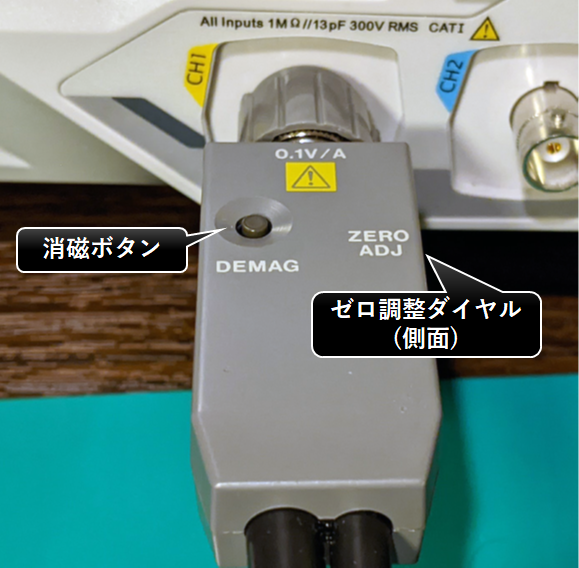 All Inputs 1MΩ//13pF 300V RMS CATI
CH1
CH2
0.1V/A
消磁ボタン
DEMAG
ZERO
ADJ
ゼロ調整ダイヤル
(側面)